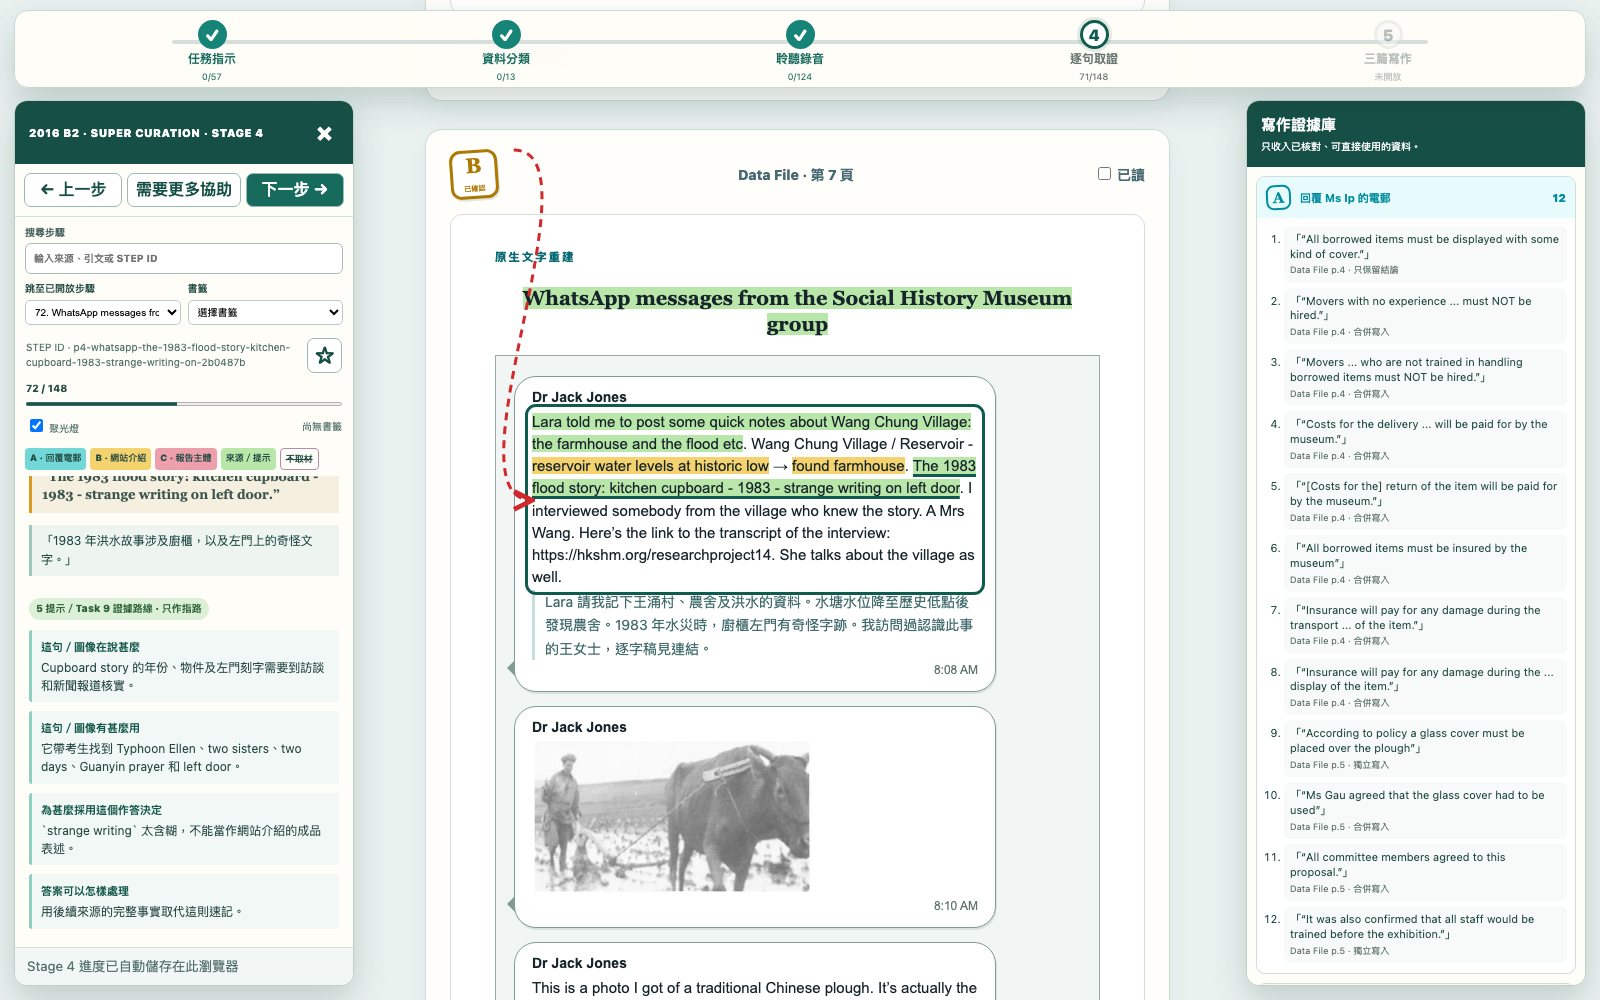 任務指示
0/57
資料分類
0/13
聆聽錄音
0/124
4
逐句取證
71/148
5
三篇寫作
未開放
2016 B2 · SUPER CURATION · STAGE 4
← 上一步
需要更多協助
下一步 →
搜尋步驟
輸入來源、引文或 STEP ID
跳至已開放步驟
書籤
72. WhatsApp messages frc
選擇書籤
STEP ID · p4-whatsapp-the-1983-flood-story-kitchen-
cupboard-1983-strange-writing-on-2b0487b
72 / 148
聚光燈
尚無書籤
A · 回覆電郵
B · 網站介紹
C · 報告主體
來源 / 提示
不取材
“The 1983 flood story: kitchen cupboard -
1983 - strange writing on left door.”
「1983 年洪水故事涉及廚櫃，以及左門上的奇怪文
字。」
5 提示 / Task 9 證據路線 · 只作指路
這句 / 圖像在說甚麼
Cupboard story 的年份、物件及左門刻字需要到訪談
和新聞報道核實。
這句 / 圖像有甚麼用
它帶考生找到 Typhoon Ellen、two sisters、two
days、Guanyin prayer 和 left door。
為甚麼採用這個作答決定
`strange writing` 太含糊，不能當作網站介紹的成品
表述。
答案可以怎樣處理
用後續來源的完整事實取代這則速記。
Stage 4 進度已自動儲存在此瀏覽器
B
已確認
Data File · 第 7 頁
已讀
原生文字重建
WhatsApp messages from the Social History Museum
group
Dr Jack Jones
Lara told me to post some quick notes about Wang Chung Village:
the farmhouse and the flood etc. Wang Chung Village / Reservoir -
reservoir water levels at historic low → found farmhouse. The 1983
flood story: kitchen cupboard - 1983 - strange writing on left door. I
interviewed somebody from the village who knew the story. A Mrs
Wang. Here’s the link to the transcript of the interview:
https://hkshm.org/researchproject14. She talks about the village as
well.
Lara 請我記下王涌村、農舍及洪水的資料。水塘水位降至歷史低點後
發現農舍。1983 年水災時，廚櫃左門有奇怪字跡。我訪問過認識此事
的王女士，逐字稿見連結。
8:08 AM
Dr Jack Jones
8:10 AM
Dr Jack Jones
This is a photo I got of a traditional Chinese plough. It’s actually the
寫作證據庫
只收入已核對、可直接使用的資料。
A
回覆 Ms Ip 的電郵
12
1. 「“All borrowed items must be displayed with some
kind of cover.”」
Data File p.4 · 只保留結論
2. 「“Movers with no experience ... must NOT be
hired.”」
Data File p.4 · 合併寫入
3. 「“Movers ... who are not trained in handling
borrowed items must NOT be hired.”」
Data File p.4 · 合併寫入
4. 「“Costs for the delivery ... will be paid for by the
museum.”」
Data File p.4 · 合併寫入
5. 「“[Costs for the] return of the item will be paid for
by the museum.”」
Data File p.4 · 合併寫入
6. 「“All borrowed items must be insured by the
museum”」
Data File p.4 · 合併寫入
7. 「“Insurance will pay for any damage during the
transport ... of the item.”」
Data File p.4 · 合併寫入
8. 「“Insurance will pay for any damage during the ...
display of the item.”」
Data File p.4 · 合併寫入
9. 「“According to policy a glass cover must be
placed over the plough”」
Data File p.5 · 獨立寫入
10. 「“Ms Gau agreed that the glass cover had to be
used”」
Data File p.5 · 合併寫入
11. 「“All committee members agreed to this
proposal.”」
Data File p.5 · 合併寫入
12. 「“It was also confirmed that all staff would be
trained before the exhibition.”」
Data File p.5 · 獨立寫入